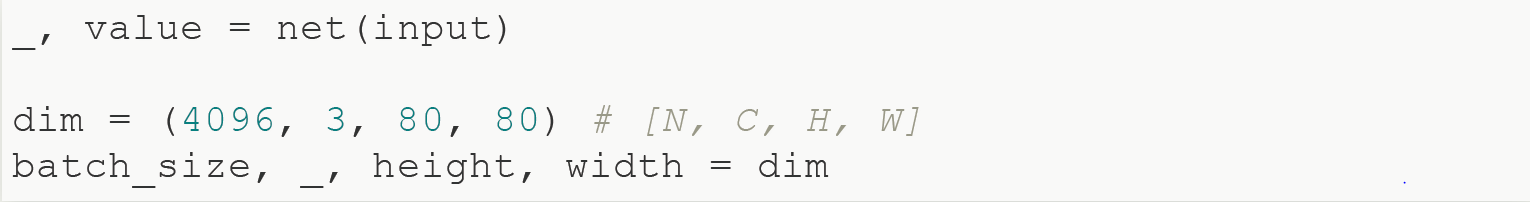 _, value = net(input)
dim = (4096, 3, 80, 80) # [N, C, H, W]
batch_size, _, height, width = dim